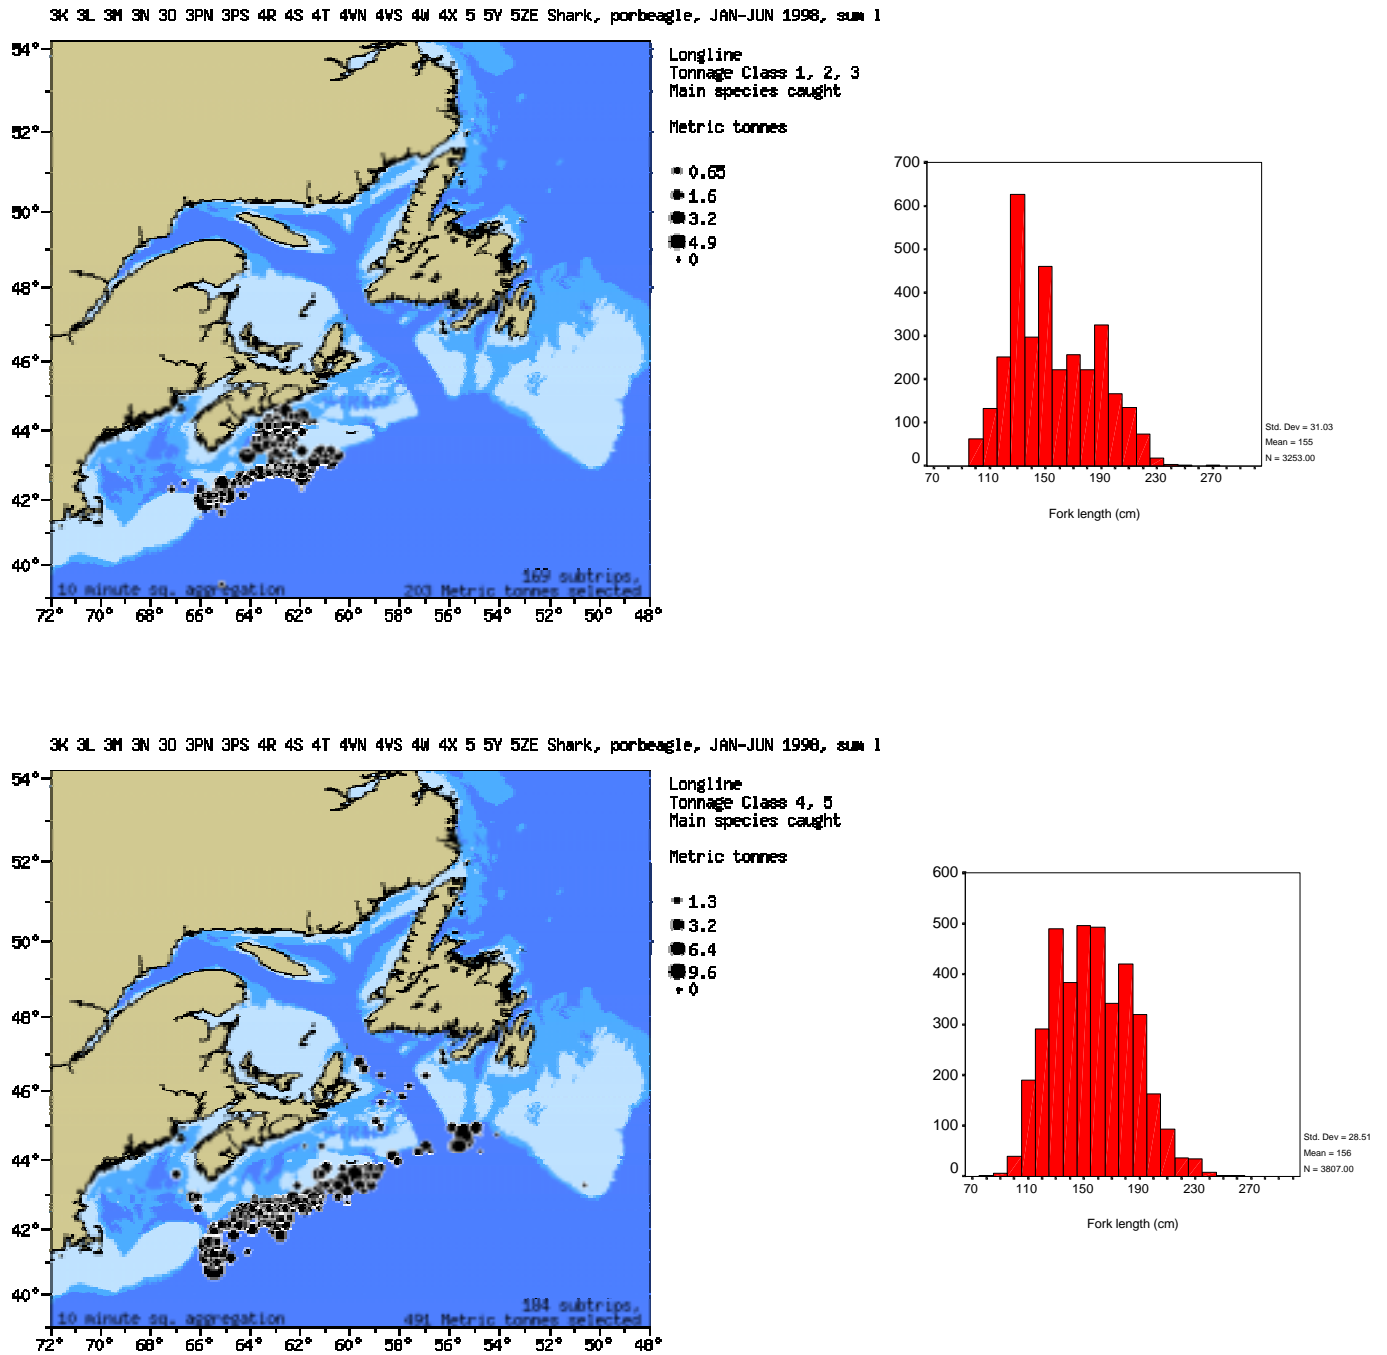 3K 3L 3M 3N 3O 3PN 3PS 4R 4S 4T 4VN 4VS 4W 4X 5 5Y 5ZE Shark, porbeagle, JAN-JUN 1998, sum l
54°
52°
50°
48°
46°
44°
42°
40°
72° 70° 68° 66° 64° 62° 60° 58° 56° 54° 52° 50° 48°
10 minute sq. aggregation
169 subtrips,
203 Metric tonnes selected
Longline
Tonnage Class 1, 2, 3
Main species caught
Metric tonnes
0.65
1.6
3.2
4.9
0
700
600
500
400
300
200
100
0
70 110 150 190 230 270
Fork length (cm)
Std. Dev = 31.03
Mean = 155
N = 3253.00
3K 3L 3M 3N 3O 3PN 3PS 4R 4S 4T 4VN 4VS 4W 4X 5 5Y 5ZE Shark, porbeagle, JAN-JUN 1998, sum l
54°
52°
50°
48°
46°
44°
42°
40°
72° 70° 68° 66° 64° 62° 60° 58° 56° 54° 52° 50° 48°
10 minute sq. aggregation
184 subtrips,
491 Metric tonnes selected
Longline
Tonnage Class 4, 5
Main species caught
Metric tonnes
1.3
3.2
6.4
9.6
0
600
500
400
300
200
100
0
70 110 150 190 230 270
Fork length (cm)
Std. Dev = 28.51
Mean = 156
N = 3807.00